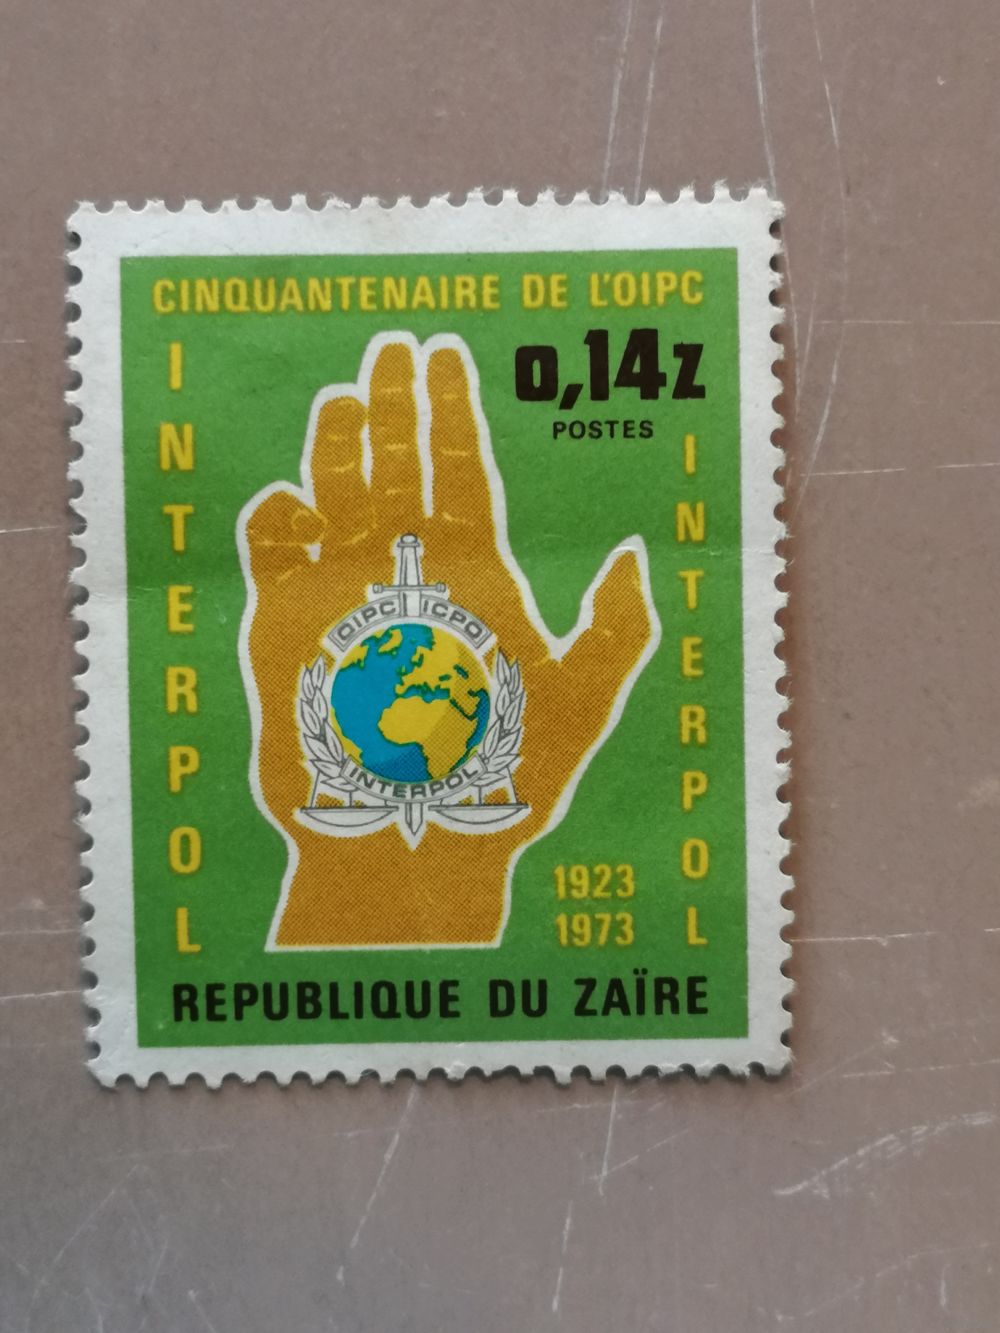 CINQUANTENAIRE DE L'OIPC
INTERPOL
0,14Z
POSTES
INTERPOL
OIPC ICPO
INTERPOL
1923
1973
REPUBLIQUE DU ZAÏRE